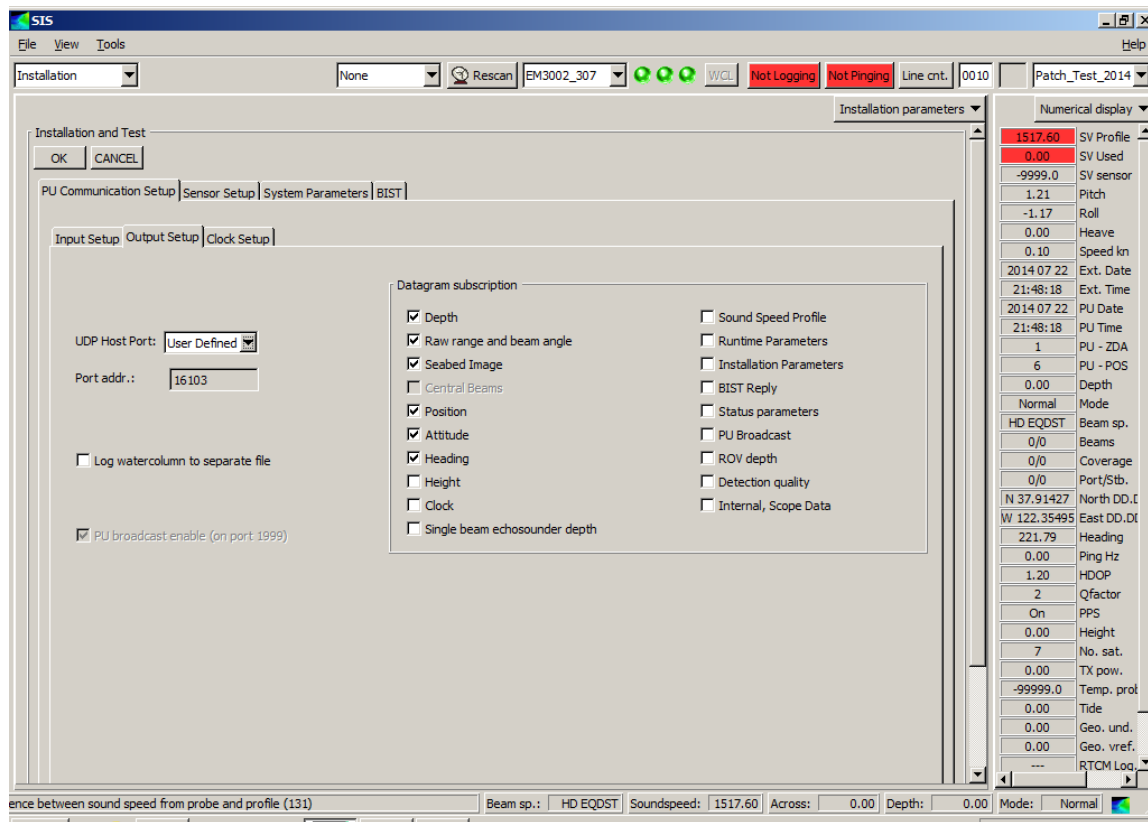 SIS
File View Tools Help
Installation None Rescan EM3002_307 WCL Not Logging Not Pinging Line cnt. 0010 Patch_Test_2014
Installation parameters
Installation and Test
OK CANCEL
PU Communication Setup Sensor Setup System Parameters BIST
Input Setup Output Setup Clock Setup
UDP Host Port: User Defined
Port addr.: 16103
Log watercolumn to separate file
PU broadcast enable (on port 1999)
Datagram subscription
Depth
Raw range and beam angle
Seabed Image
Central Beams
Position
Attitude
Heading
Height
Clock
Single beam echosounder depth
Sound Speed Profile
Runtime Parameters
Installation Parameters
BIST Reply
Status parameters
PU Broadcast
ROV depth
Detection quality
Internal, Scope Data
Numerical display
1517.60 SV Profile
0.00 SV Used
-9999.0 SV sensor
1.21 Pitch
-1.17 Roll
0.00 Heave
0.10 Speed kn
2014 07 22 Ext. Date
21:48:18 Ext. Time
2014 07 22 PU Date
21:48:18 PU Time
1 PU - ZDA
6 PU - POS
0.00 Depth
Normal Mode
HD EQDST Beam sp.
0/0 Beams
0/0 Coverage
0/0 Port/Stb.
N 37.91427 North DD.D
W 122.35495 East DD.DD
221.79 Heading
0.00 Ping Hz
1.20 HDOP
2 Qfactor
On PPS
0.00 Height
7 No. sat.
0.00 TX pow.
-99999.0 Temp. prob
0.00 Tide
0.00 Geo. und.
0.00 Geo. vref.
--- RTCM Log.
ence between sound speed from probe and profile (131) Beam sp.: HD EQDST Soundspeed: 1517.60 Across: 0.00 Depth: 0.00 Mode: Normal